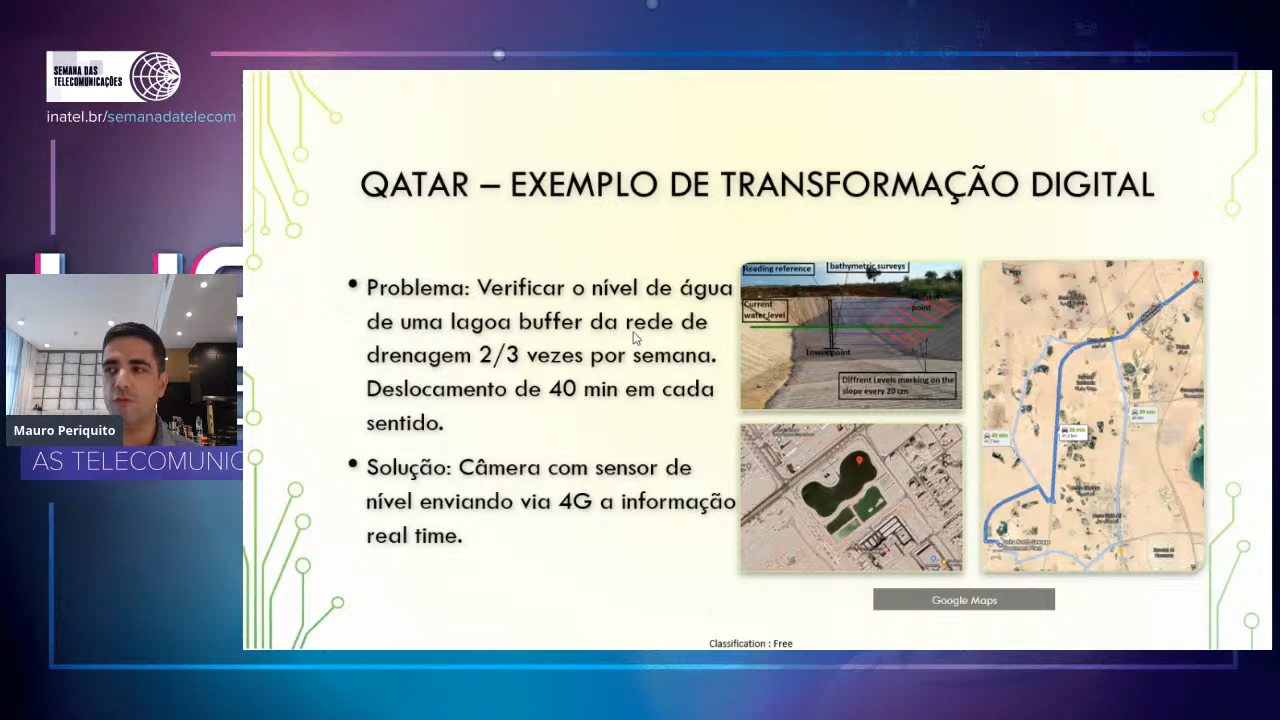 SEMANA DAS
TELECOMUNICAÇÕES
inatel.br/semanadatelecom
QATAR – EXEMPLO DE TRANSFORMAÇÃO DIGITAL
• Problema: Verificar o nível de água
de uma lagoa buffer da rede de
drenagem 2/3 vezes por semana.
Deslocamento de 40 min em cada
sentido.
• Solução: Câmera com sensor de
nível enviando via 4G a informação
real time.
Reading reference
bathymetric surveys
Current
water level
point
Lowest point
Diffrent Levels marking on the
slope every 20 cm
Google Maps
Classification : Free
Mauro Periquito
AS TELECOMUNIC